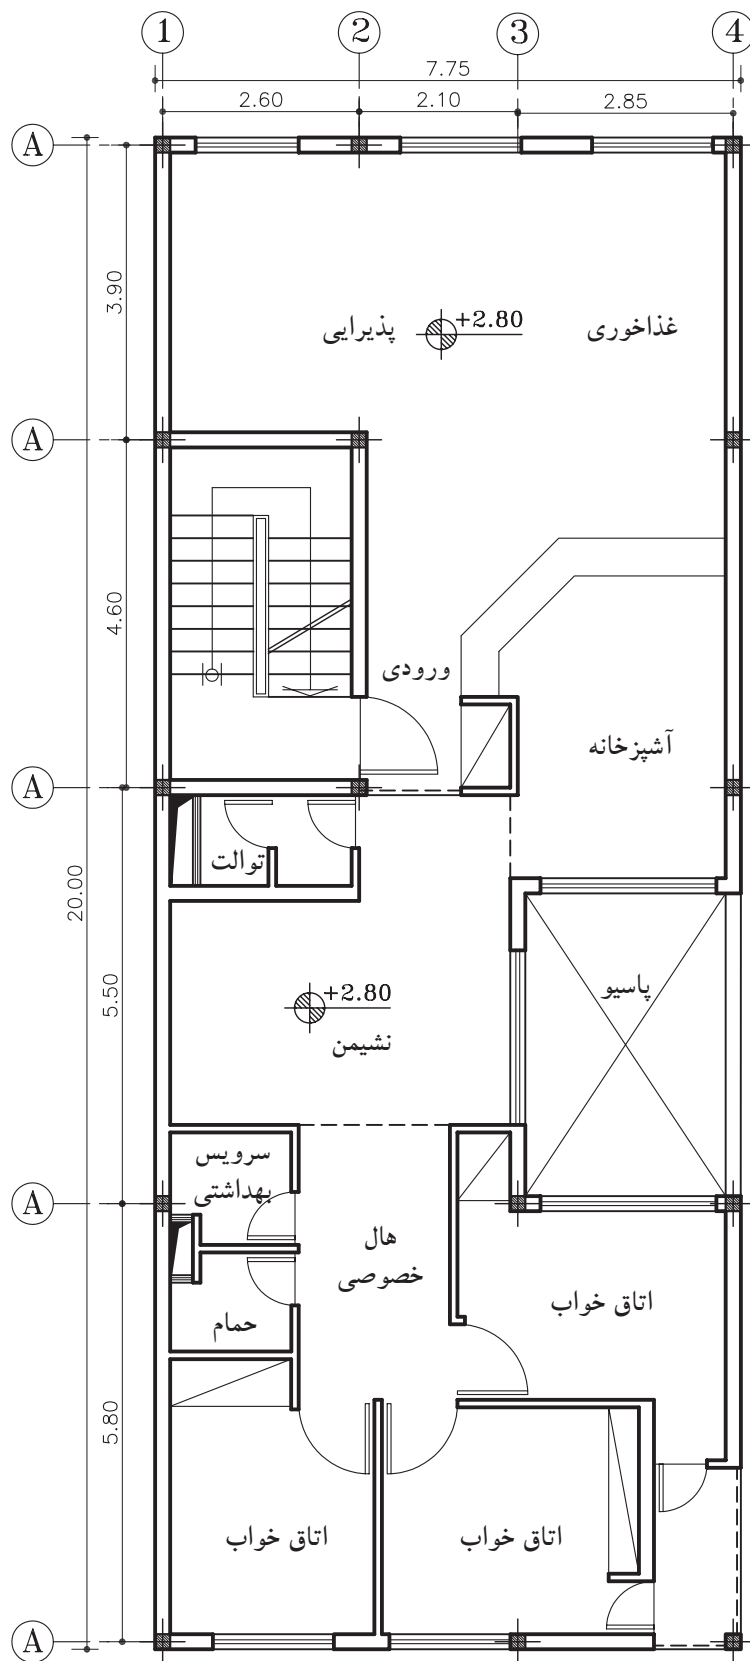 1 2 3 4
7.75
2.60 2.10 2.85
A
3.90
پذیرایی
+2.80
غذاخوری
A
4.60
ورودی
آشپزخانه
A
توالت
20.00
5.50
+2.80
نشیمن
پاسیو
سرویس
بهداشتی
A
هال
خصوصی
اتاق خواب
حمام
5.80
اتاق خواب
اتاق خواب
A